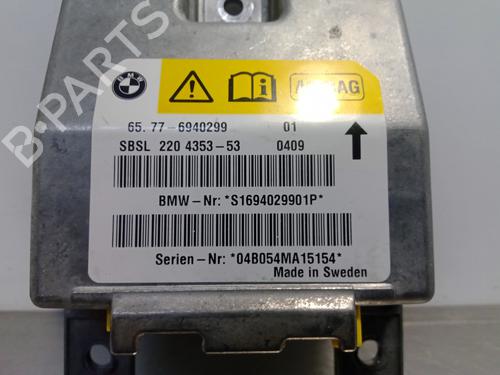 B-PARTS
BMW
AIRBAG
65.77-6940299 01
SBSL 220 4353-53 0409
BMW-Nr: *S1694029901P*
Serien-Nr: *04B054MA15154*
Made in Sweden